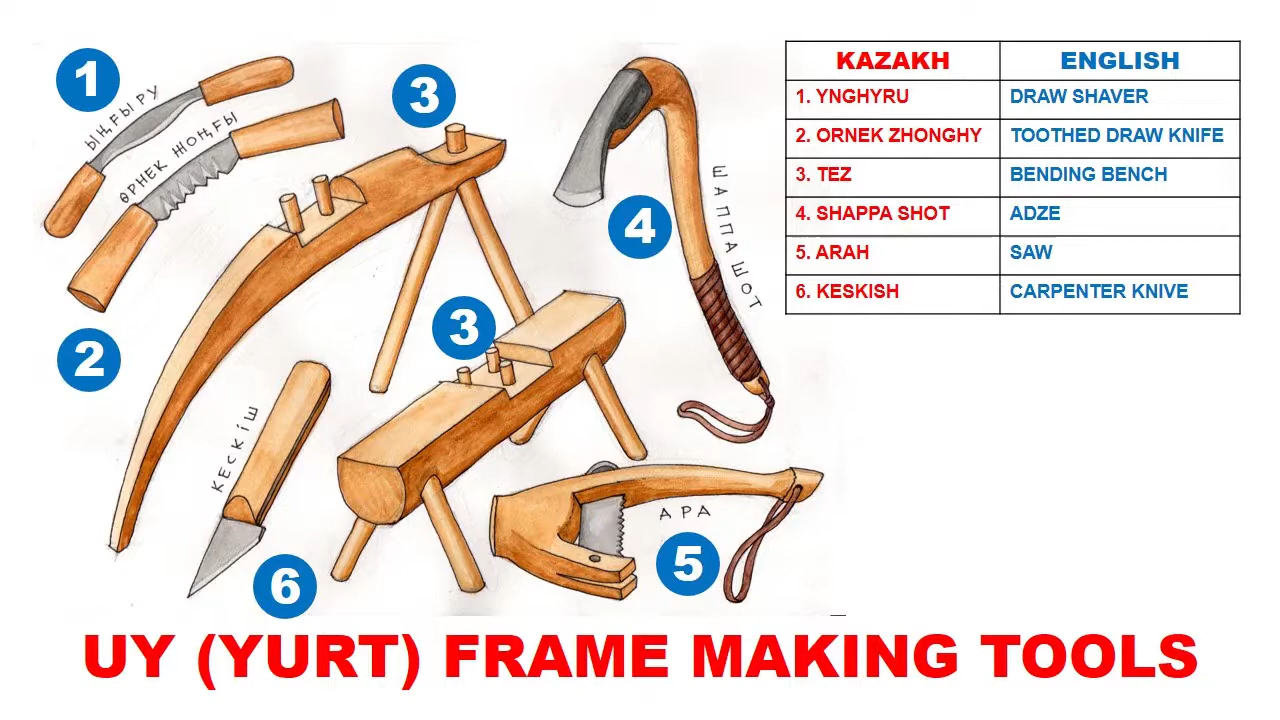 1
ЫҢҒЫРУ
ӨРНЕК ЖОҢҒЫ
2
3
3
4
ШАППАШОТ
КЕСКІШ
6
АРА
5
KAZAKH ENGLISH
1. YNGHYRU DRAW SHAVER
2. ORNEK ZHONGHY TOOTHED DRAW KNIFE
3. TEZ BENDING BENCH
4. SHAPPA SHOT ADZE
5. ARAH SAW
6. KESKISH CARPENTER KNIVE
UY (YURT) FRAME MAKING TOOLS